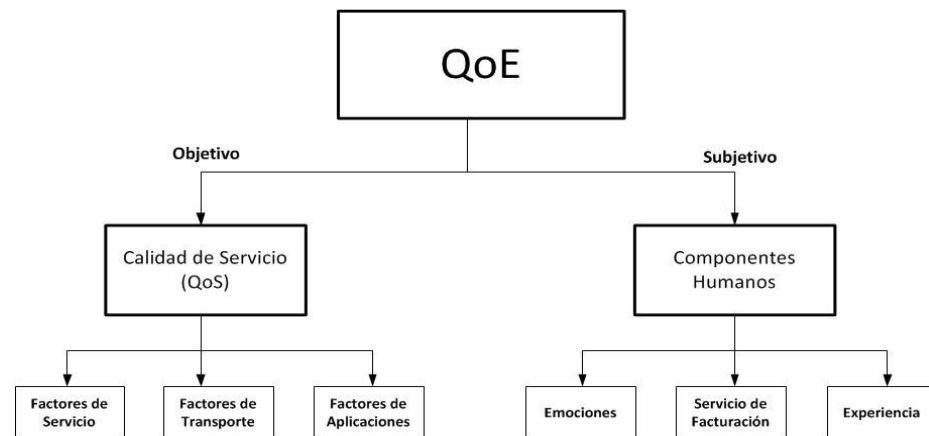 QoE
Objetivo
Subjetivo
Calidad de Servicio
(QoS)
Componentes
Humanos
Factores de
Servicio
Factores de
Transporte
Factores de
Aplicaciones
Emociones
Servicio de
Facturación
Experiencia